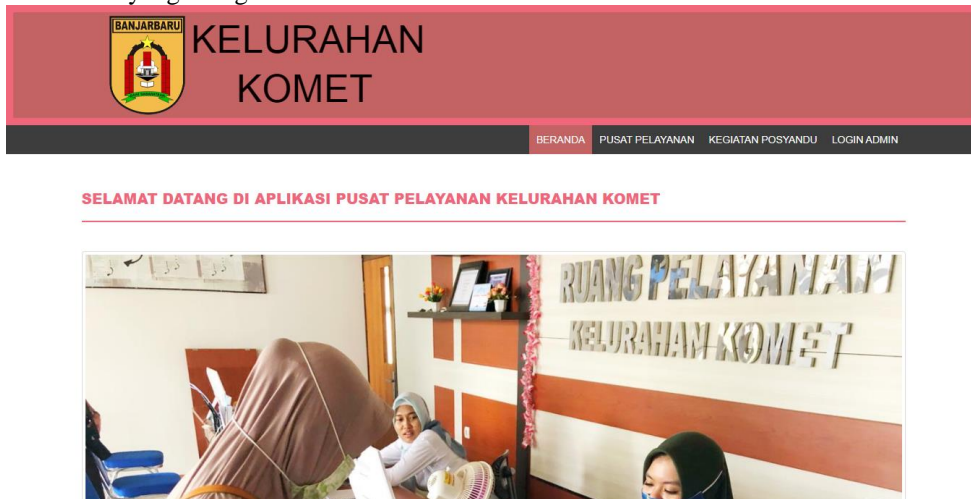 BANJARBARU
KELURAHAN
KOMET
BERANDA PUSAT PELAYANAN KEGIATAN POSYANDU LOGIN ADMIN
SELAMAT DATANG DI APLIKASI PUSAT PELAYANAN KELURAHAN KOMET
RUANG PELAYANAN
KELURAHAN KOMET